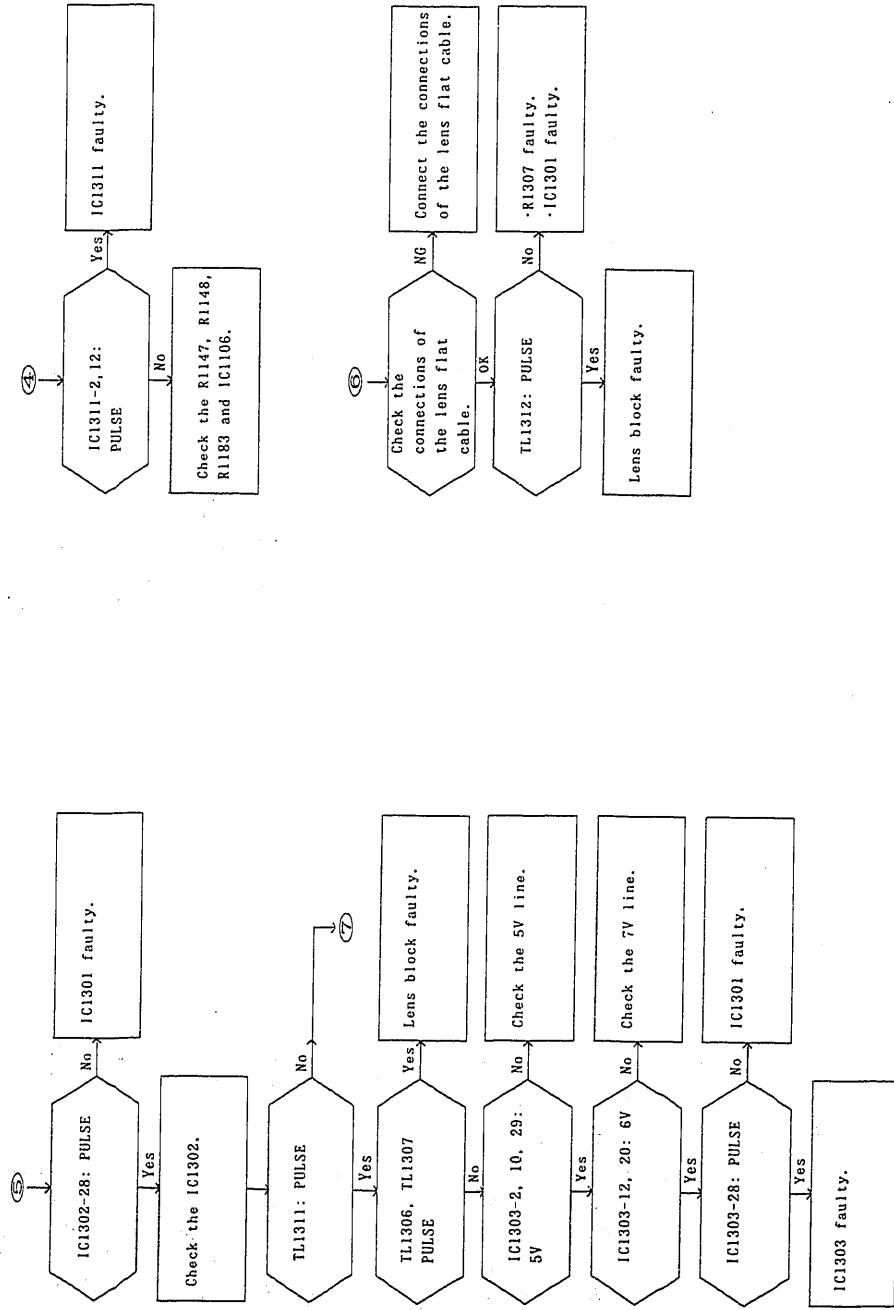 ⑤
IC1302-28: PULSE
No
IC1301 faulty.
Yes
Check the IC1302.
TL1311: PULSE
No
⑦
Yes
TL1306, TL1307
PULSE
Yes
Lens block faulty.
No
IC1303-2, 10, 29:
5V
No
Check the 5V line.
Yes
IC1303-12, 20: 6V
No
Check the 7V line.
Yes
IC1303-28: PULSE
No
IC1301 faulty.
Yes
IC1303 faulty.
④
IC1311-2,12:
PULSE
Yes
IC1311 faulty.
No
Check the R1147, R1148,
R1183 and IC1106.
⑥
Check the
connections of
the lens flat
cable.
NG
Connect the connections
of the lens flat cable.
OK
TL1312: PULSE
No
·R1307 faulty.
·IC1301 faulty.
Yes
Lens block faulty.